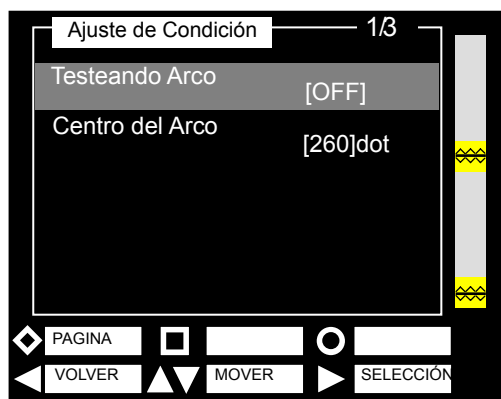 Ajuste de Condición 1/3
Testeando Arco [OFF]
Centro del Arco [260]dot
PAGINA
VOLVER MOVER SELECCIÓN